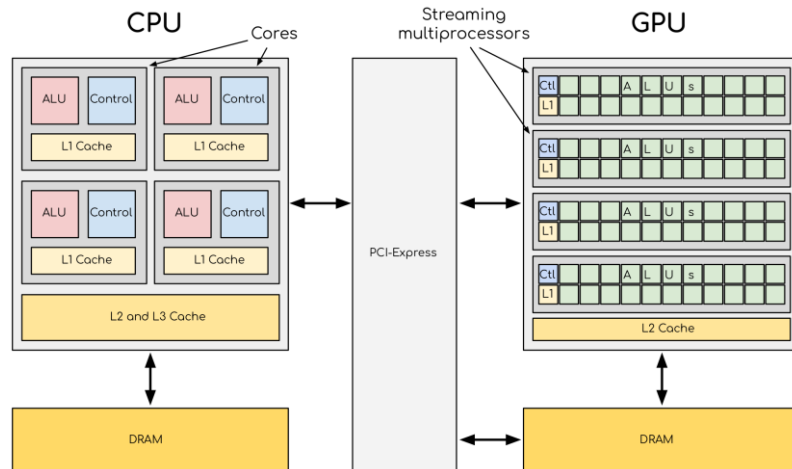 CPU
Cores
Streaming
multiprocessors
GPU
ALU
Control
ALU
Control
L1 Cache
L1 Cache
ALU
Control
ALU
Control
L1 Cache
L1 Cache
L2 and L3 Cache
DRAM
PCI-Express
Ctl A L U s
L1
Ctl A L U s
L1
Ctl A L U s
L1
Ctl A L U s
L1
L2 Cache
DRAM